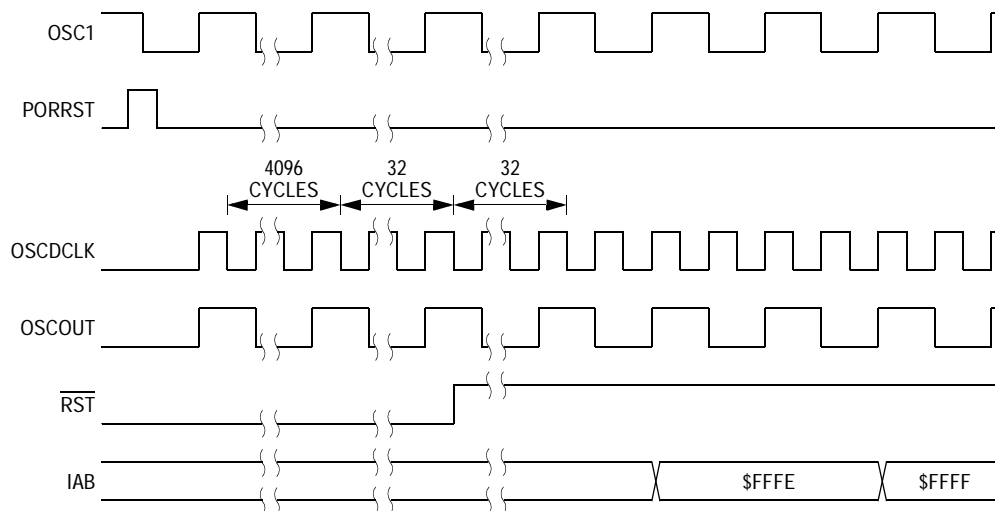 OSC1
PORRST
4096
CYCLES
32
CYCLES
32
CYCLES
OSCDCLK
OSCOUT
RST
IAB
$FFFE
$FFFF